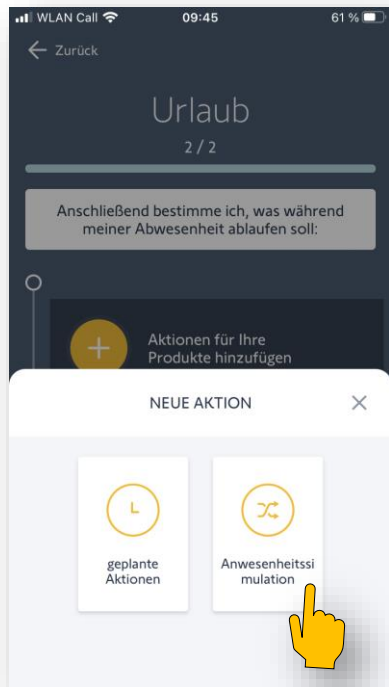 WLAN Call 09:45 61 %
Zurück
Urlaub
2 / 2
Anschließend bestimme ich, was während
meiner Abwesenheit ablaufen soll:
Aktionen für Ihre
Produkte hinzufügen
NEUE AKTION
geplante
Aktionen
Anwesenheitssi
mulation